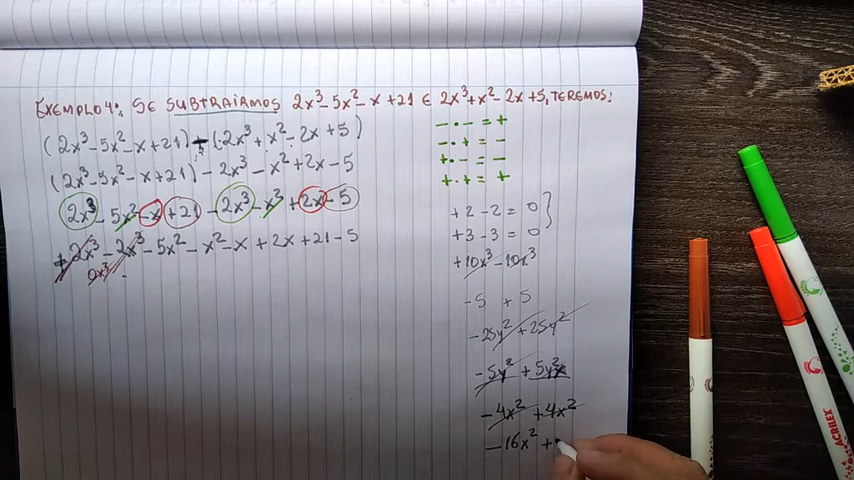 EXEMPLO 4: SE SUBTRAIRMOS 2x³-5x²-x+21 E 2x³+x²-2x+5, TEREMOS:
(2x³-5x²-x+21) - (2x³+x²-2x+5)
(2x³-5x²-x+21) - 2x³-x²+2x-5
2x³-5x²-x+21-2x³-x²+2x-5
+2x³-2x³-5x²-x²-x+2x+21-5
0x³
- · - = +
- · + = -
+ · - = -
+ · + = +
+2-2=0
+3-3=0
+10x³-10x³
-5 +5
-25y²+25y²
-5y²+5y²
-4x²+4x²
-16x²+
ACRILEX